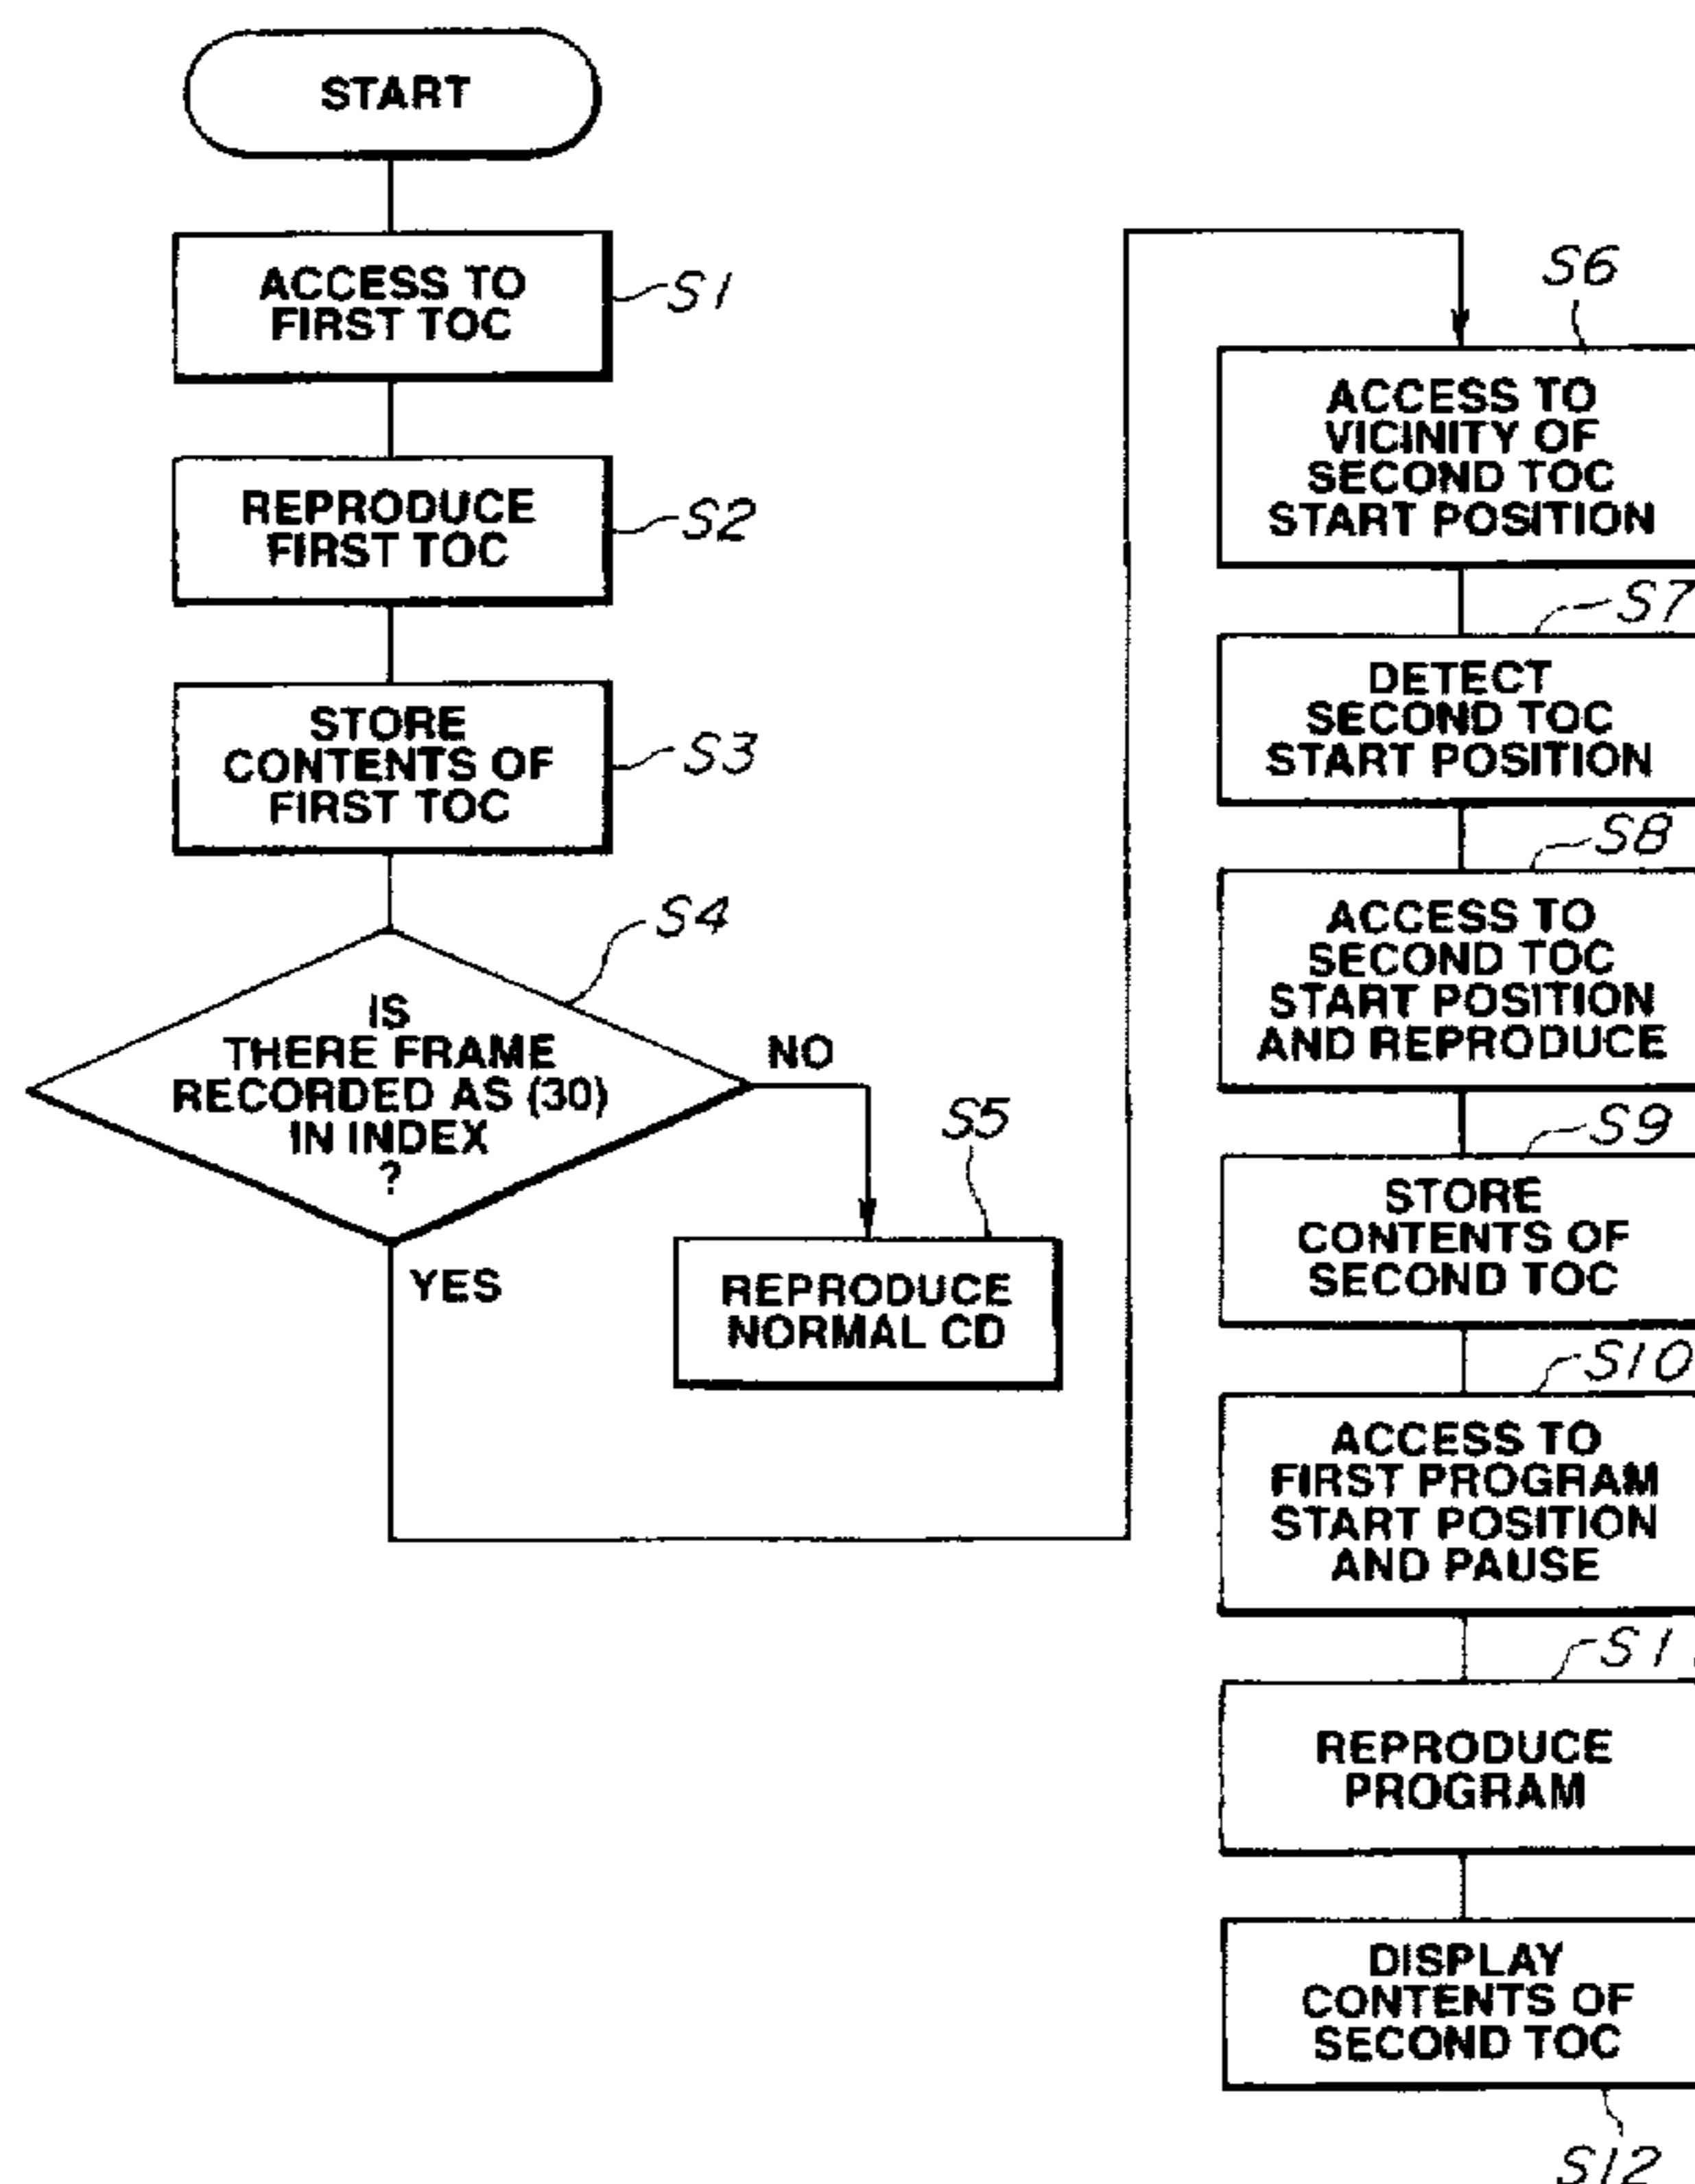 START
ACCESS TO
FIRST TOC
S1
REPRODUCE
FIRST TOC
S2
STORE
CONTENTS OF
FIRST TOC
S3
S4
IS
THERE FRAME
RECORDED AS (30)
IN INDEX
?
NO
YES
S5
REPRODUCE
NORMAL CD
S6
ACCESS TO
VICINITY OF
SECOND TOC
START POSITION
S7
DETECT
SECOND TOC
START POSITION
S8
ACCESS TO
SECOND TOC
START POSITION
AND REPRODUCE
S9
STORE
CONTENTS OF
SECOND TOC
S10
ACCESS TO
FIRST PROGRAM
START POSITION
AND PAUSE
REPRODUCE
PROGRAM
DISPLAY
CONTENTS OF
SECOND TOC
S12